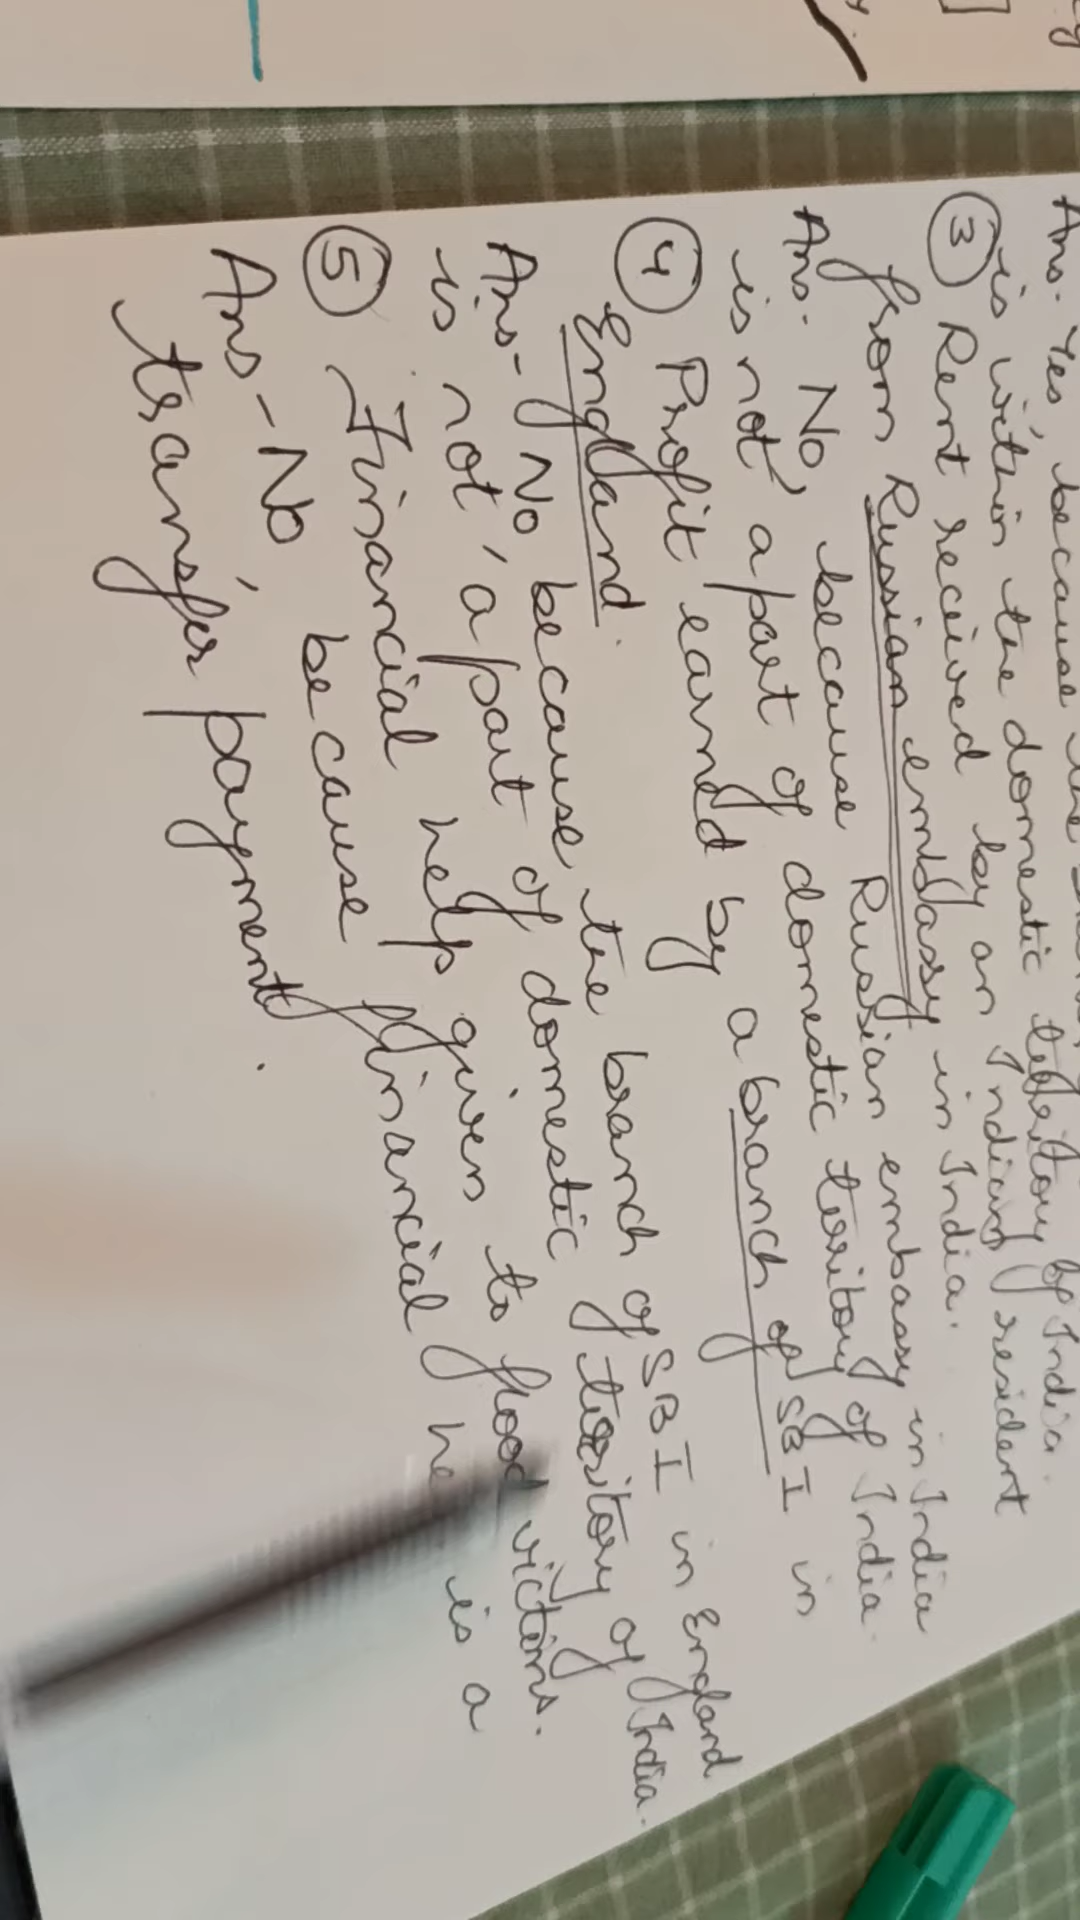 Ans. Yes, because the
is within the domestic territory of India.
③ Rent received by an Indian resident
from Russian embassy in India.
Ans. No, because Russian embassy in India
is not a part of domestic territory of India.
④ Profit earned by a branch of SBI in
England.
Ans- No, because the branch of SBI in England
is not a part of domestic territory of India.
⑤ Financial help given to flood victims.
Ans- No, because financial is a
transfer payment.